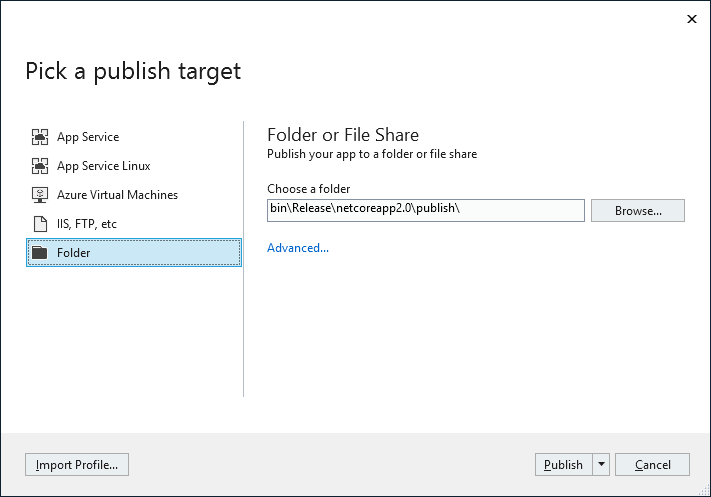 Pick a publish target
App Service
App Service Linux
Azure Virtual Machines
IIS, FTP, etc
Folder
Folder or File Share
Publish your app to a folder or file share
Choose a folder
bin\Release\netcoreapp2.0\publish\
Browse...
Advanced...
Import Profile...
Publish
Cancel